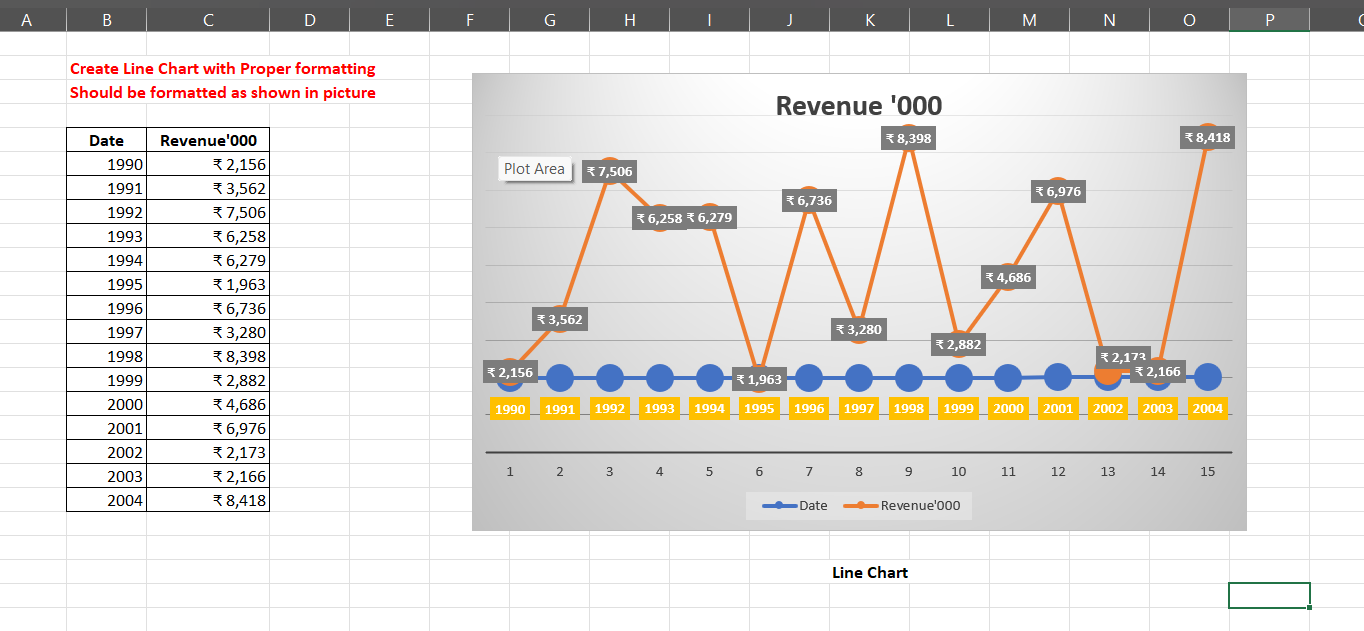 A B C D E F G H I J K L M N O P
Create Line Chart with Proper formatting
Should be formatted as shown in picture
Date Revenue'000
1990 ₹ 2,156
1991 ₹ 3,562
1992 ₹ 7,506
1993 ₹ 6,258
1994 ₹ 6,279
1995 ₹ 1,963
1996 ₹ 6,736
1997 ₹ 3,280
1998 ₹ 8,398
1999 ₹ 2,882
2000 ₹ 4,686
2001 ₹ 6,976
2002 ₹ 2,173
2003 ₹ 2,166
2004 ₹ 8,418
Revenue '000
Plot Area
₹ 2,156 ₹ 3,562 ₹ 7,506 ₹ 6,258 ₹ 6,279 ₹ 1,963 ₹ 6,736 ₹ 3,280 ₹ 8,398 ₹ 2,882 ₹ 4,686 ₹ 6,976 ₹ 2,173 ₹ 2,166 ₹ 8,418
1990 1991 1992 1993 1994 1995 1996 1997 1998 1999 2000 2001 2002 2003 2004
1 2 3 4 5 6 7 8 9 10 11 12 13 14 15
Date Revenue'000
Line Chart